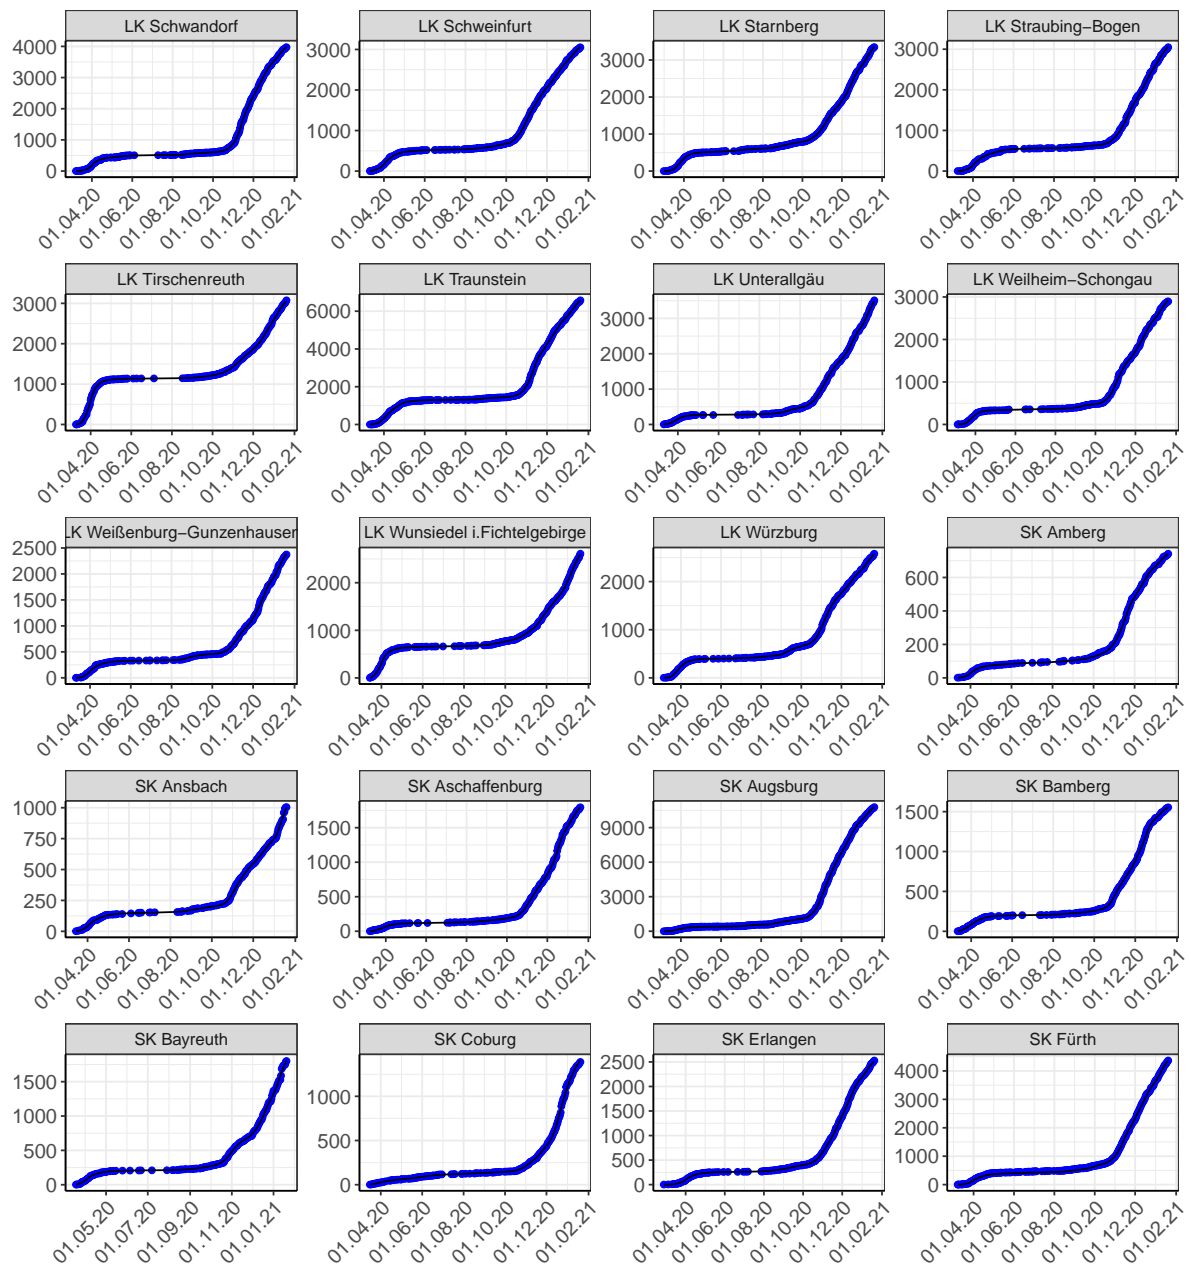 LK Schwandorf
4000
3000
2000
1000
0
01.04.20 01.06.20 01.08.20 01.10.20 01.12.20 01.02.21
LK Schweinfurt
3000
2000
1000
0
01.04.20 01.06.20 01.08.20 01.10.20 01.12.20 01.02.21
LK Starnberg
3000
2000
1000
0
01.04.20 01.06.20 01.08.20 01.10.20 01.12.20 01.02.21
LK Straubing−Bogen
3000
2000
1000
0
01.04.20 01.06.20 01.08.20 01.10.20 01.12.20 01.02.21
LK Tirschenreuth
3000
2000
1000
0
01.04.20 01.06.20 01.08.20 01.10.20 01.12.20 01.02.21
LK Traunstein
6000
4000
2000
0
01.04.20 01.06.20 01.08.20 01.10.20 01.12.20 01.02.21
LK Unterallgäu
3000
2000
1000
0
01.04.20 01.06.20 01.08.20 01.10.20 01.12.20 01.02.21
LK Weilheim−Schongau
3000
2000
1000
0
01.04.20 01.06.20 01.08.20 01.10.20 01.12.20 01.02.21
LK Weißenburg−Gunzenhausen
2500
2000
1500
1000
500
0
01.04.20 01.06.20 01.08.20 01.10.20 01.12.20 01.02.21
LK Wunsiedel i.Fichtelgebirge
2000
1000
0
01.04.20 01.06.20 01.08.20 01.10.20 01.12.20 01.02.21
LK Würzburg
2000
1000
0
01.04.20 01.06.20 01.08.20 01.10.20 01.12.20 01.02.21
SK Amberg
600
400
200
0
01.04.20 01.06.20 01.08.20 01.10.20 01.12.20 01.02.21
SK Ansbach
1000
750
500
250
0
01.04.20 01.06.20 01.08.20 01.10.20 01.12.20 01.02.21
SK Aschaffenburg
1500
1000
500
0
01.04.20 01.06.20 01.08.20 01.10.20 01.12.20 01.02.21
SK Augsburg
9000
6000
3000
0
01.04.20 01.06.20 01.08.20 01.10.20 01.12.20 01.02.21
SK Bamberg
1500
1000
500
0
01.04.20 01.06.20 01.08.20 01.10.20 01.12.20 01.02.21
SK Bayreuth
1500
1000
500
0
01.05.20 01.07.20 01.09.20 01.11.20 01.01.21
SK Coburg
1000
500
0
01.04.20 01.06.20 01.08.20 01.10.20 01.12.20 01.02.21
SK Erlangen
2500
2000
1500
1000
500
0
01.04.20 01.06.20 01.08.20 01.10.20 01.12.20 01.02.21
SK Fürth
4000
3000
2000
1000
0
01.04.20 01.06.20 01.08.20 01.10.20 01.12.20 01.02.21